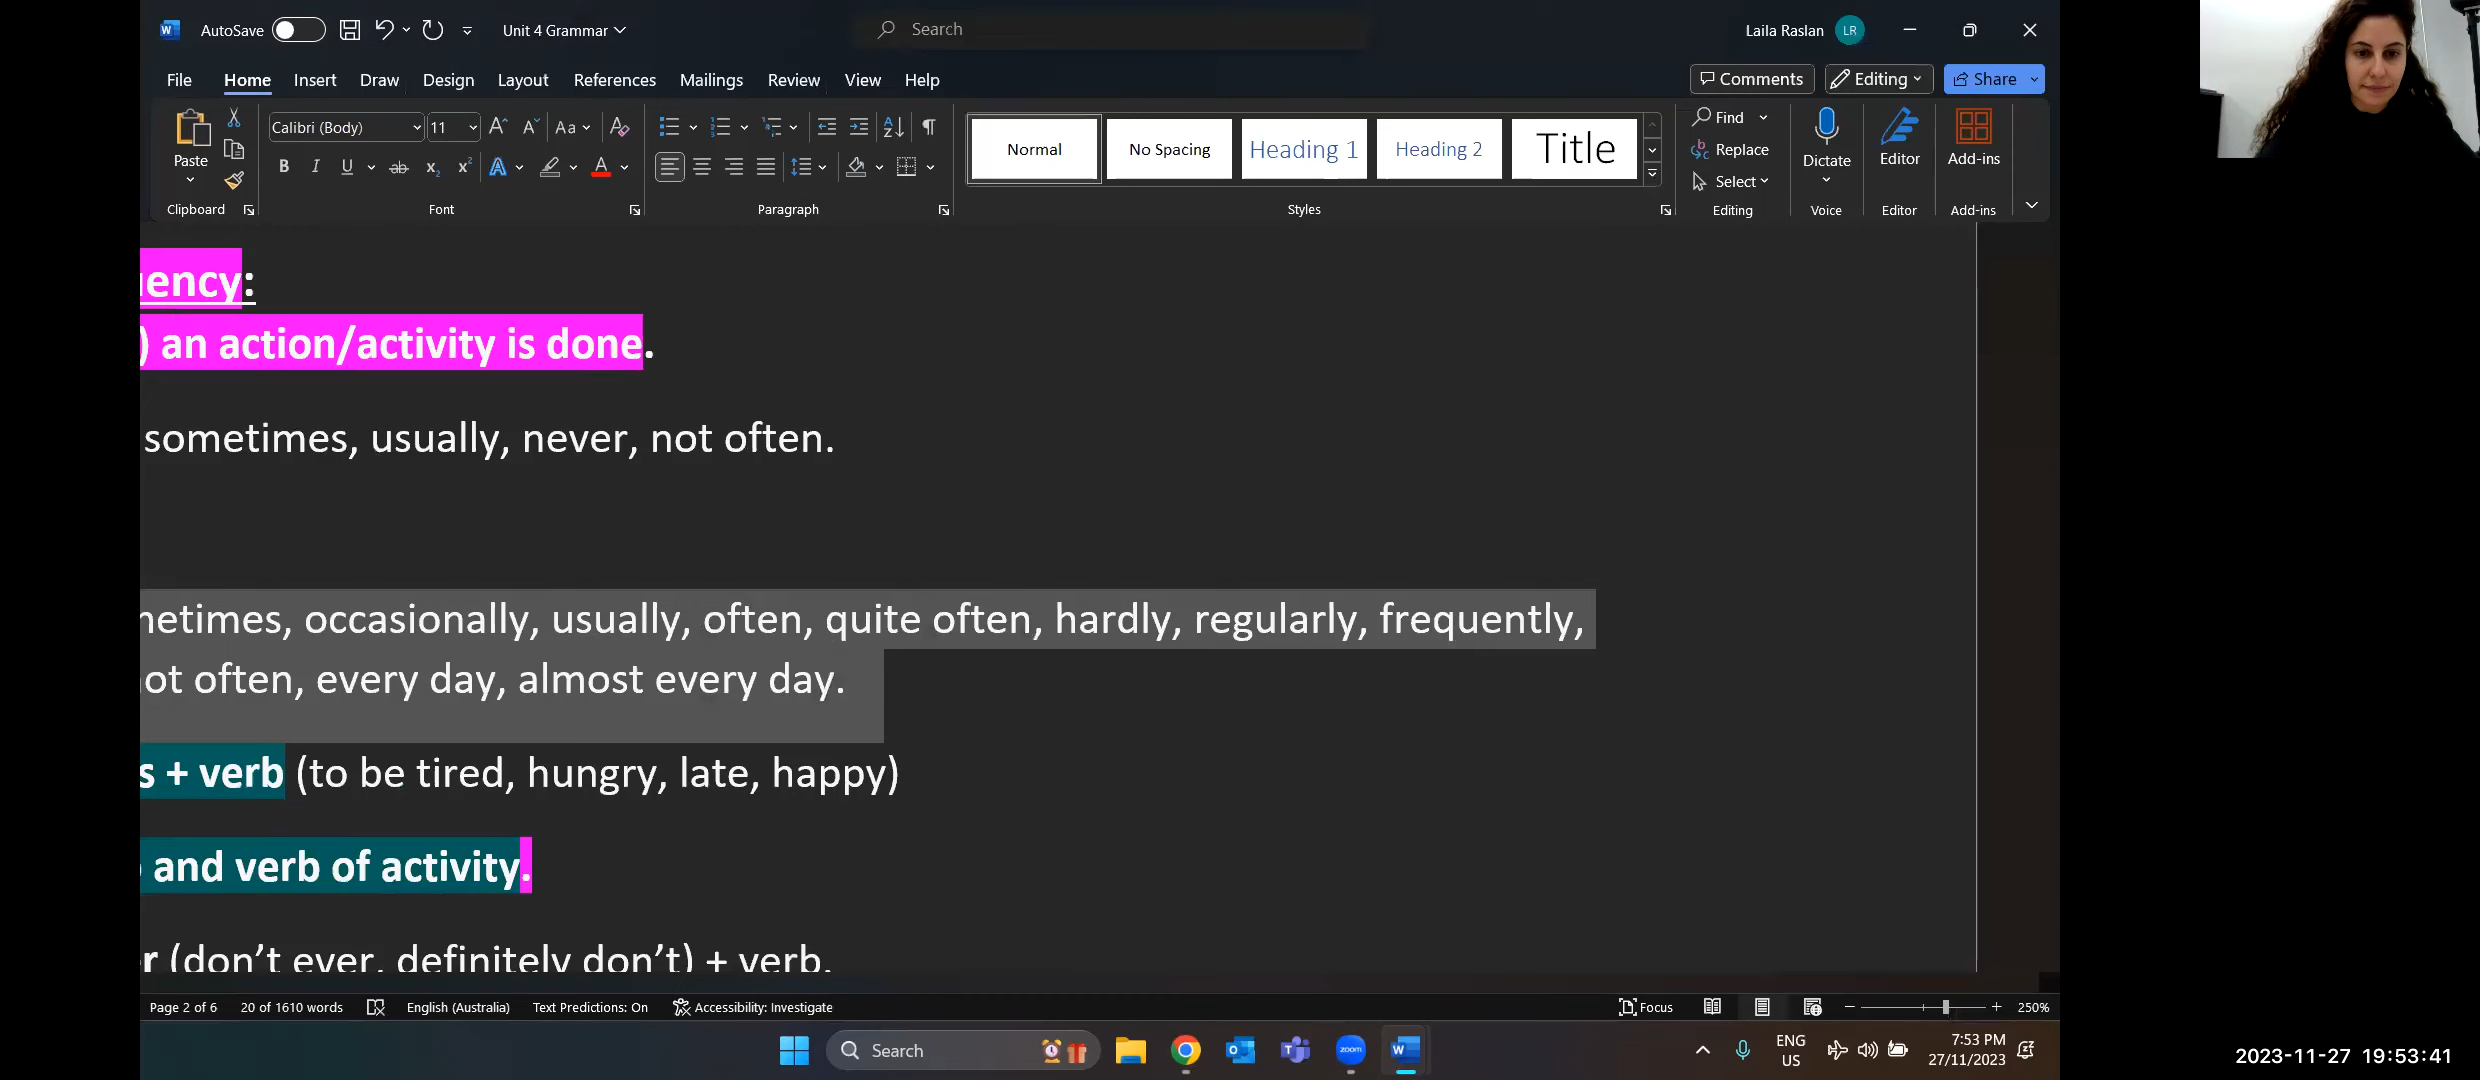 AutoSave
Unit 4 Grammar
Search
Laila Raslan
LR
File Home Insert Draw Design Layout References Mailings Review View Help
Comments Editing Share
Paste
Clipboard
Calibri (Body) 11
Font
Paragraph
Normal
No Spacing
Heading 1
Heading 2
Title
Styles
Find
Replace
Select
Editing
Dictate
Voice
Editor
Editor
Add-ins
Add-ins
uency:
) an action/activity is done.
sometimes, usually, never, not often.
metimes, occasionally, usually, often, quite often, hardly, regularly, frequently,
not often, every day, almost every day.
s + verb (to be tired, hungry, late, happy)
and verb of activity.
r (don’t ever, definitely don’t) + verb.
Page 2 of 6 20 of 1610 words English (Australia) Text Predictions: On Accessibility: Investigate Focus 250%
Search
zoom
ENG
US
7:53 PM
27/11/2023
2023-11-27 19:53:41